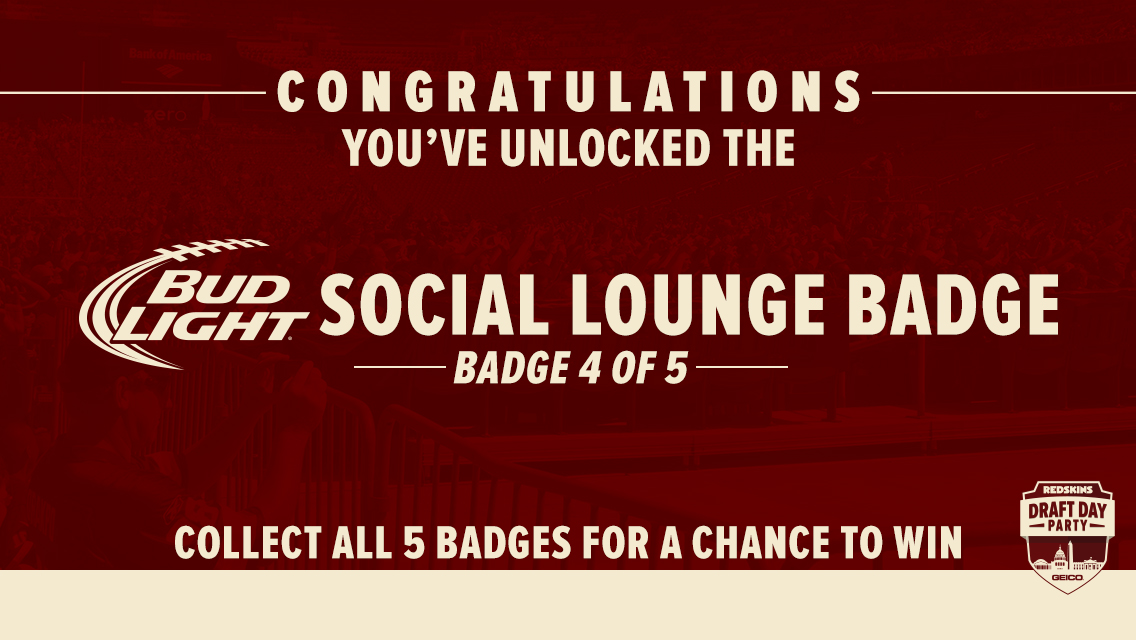 CONGRATULATIONS
YOU'VE UNLOCKED THE
BUD LIGHT
SOCIAL LOUNGE BADGE
BADGE 4 OF 5
COLLECT ALL 5 BADGES FOR A CHANCE TO WIN
REDSKINS
DRAFT DAY
PARTY
GEICO